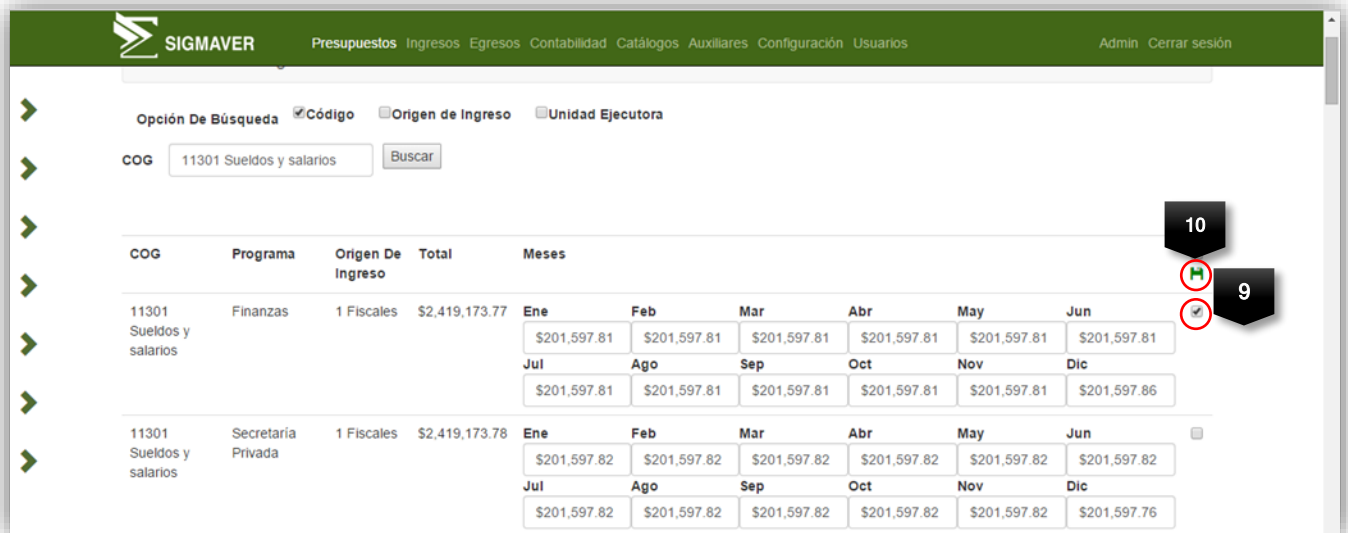 SIGMAVER Presupuestos Ingresos Egresos Contabilidad Catálogos Auxiliares Configuración Usuarios Admin Cerrar sesión
Opción De Búsqueda Código Origen de Ingreso Unidad Ejecutora
COG 11301 Sueldos y salarios Buscar
10
COG Programa Origen De Ingreso Total Meses
9
11301 Sueldos y salarios Finanzas 1 Fiscales $2,419,173.77
Ene Feb Mar Abr May Jun
$201,597.81 $201,597.81 $201,597.81 $201,597.81 $201,597.81 $201,597.81
Jul Ago Sep Oct Nov Dic
$201,597.81 $201,597.81 $201,597.81 $201,597.81 $201,597.81 $201,597.86
11301 Sueldos y salarios Secretaría Privada 1 Fiscales $2,419,173.78
Ene Feb Mar Abr May Jun
$201,597.82 $201,597.82 $201,597.82 $201,597.82 $201,597.82 $201,597.82
Jul Ago Sep Oct Nov Dic
$201,597.82 $201,597.82 $201,597.82 $201,597.82 $201,597.82 $201,597.76